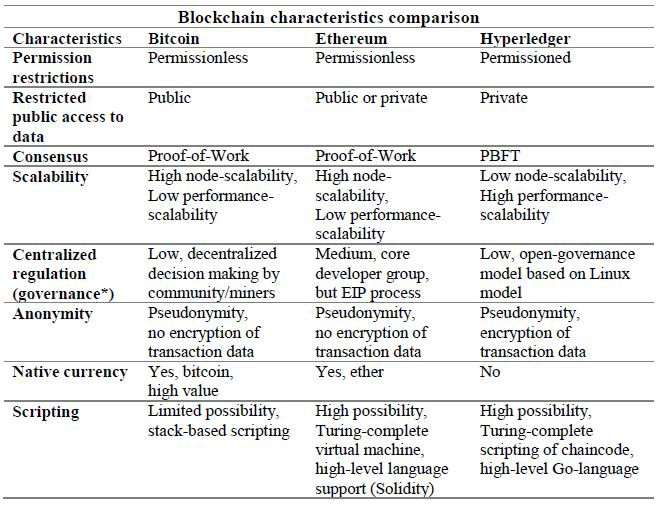 Blockchain characteristics comparison
Characteristics Bitcoin Ethereum Hyperledger
Permission restrictions Permissionless Permissionless Permissioned
Restricted public access to data Public Public or private Private
Consensus Proof-of-Work Proof-of-Work PBFT
Scalability High node-scalability, Low performance-scalability High node-scalability, Low performance-scalability Low node-scalability, High performance-scalability
Centralized regulation (governance*) Low, decentralized decision making by community/miners Medium, core developer group, but EIP process Low, open-governance model based on Linux model
Anonymity Pseudonymity, no encryption of transaction data Pseudonymity, no encryption of transaction data Pseudonymity, encryption of transaction data
Native currency Yes, bitcoin, high value Yes, ether No
Scripting Limited possibility, stack-based scripting High possibility, Turing-complete virtual machine, high-level language support (Solidity) High possibility, Turing-complete scripting of chaincode, high-level Go-language